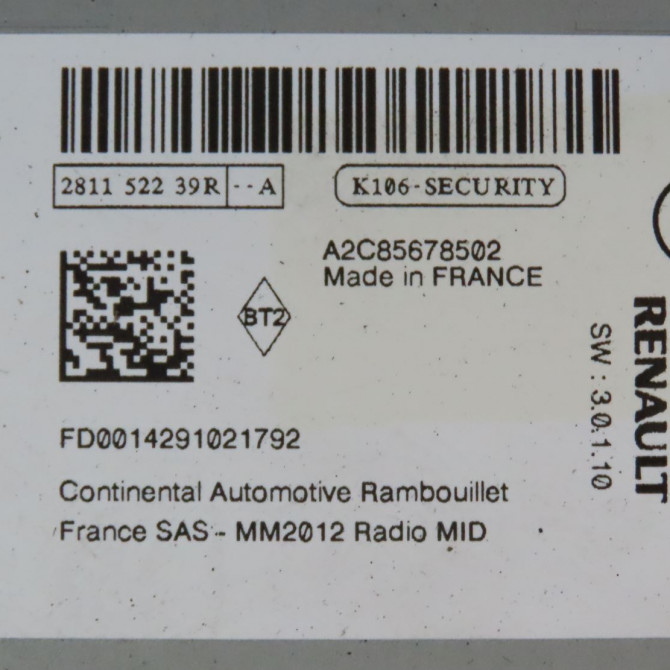 2811 522 39R --A
K106-SECURITY
A2C85678502
Made in FRANCE
BT2
FD0014291021792
Continental Automotive Rambouillet
France SAS - MM2012 Radio MID
SW : 3.0.1.10
RENAULT